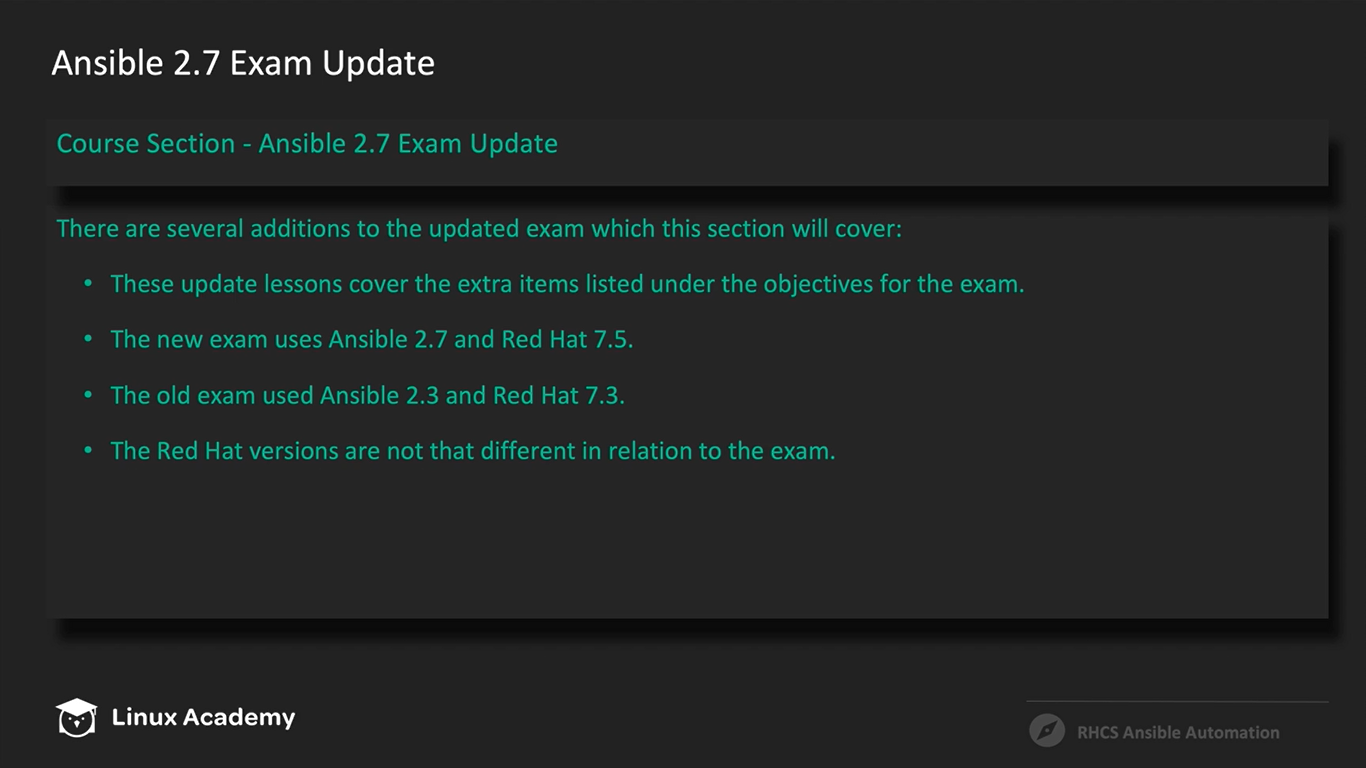 Ansible 2.7 Exam Update
Course Section - Ansible 2.7 Exam Update
There are several additions to the updated exam which this section will cover:
• These update lessons cover the extra items listed under the objectives for the exam.
• The new exam uses Ansible 2.7 and Red Hat 7.5.
• The old exam used Ansible 2.3 and Red Hat 7.3.
• The Red Hat versions are not that different in relation to the exam.
Linux Academy
RHCS Ansible Automation